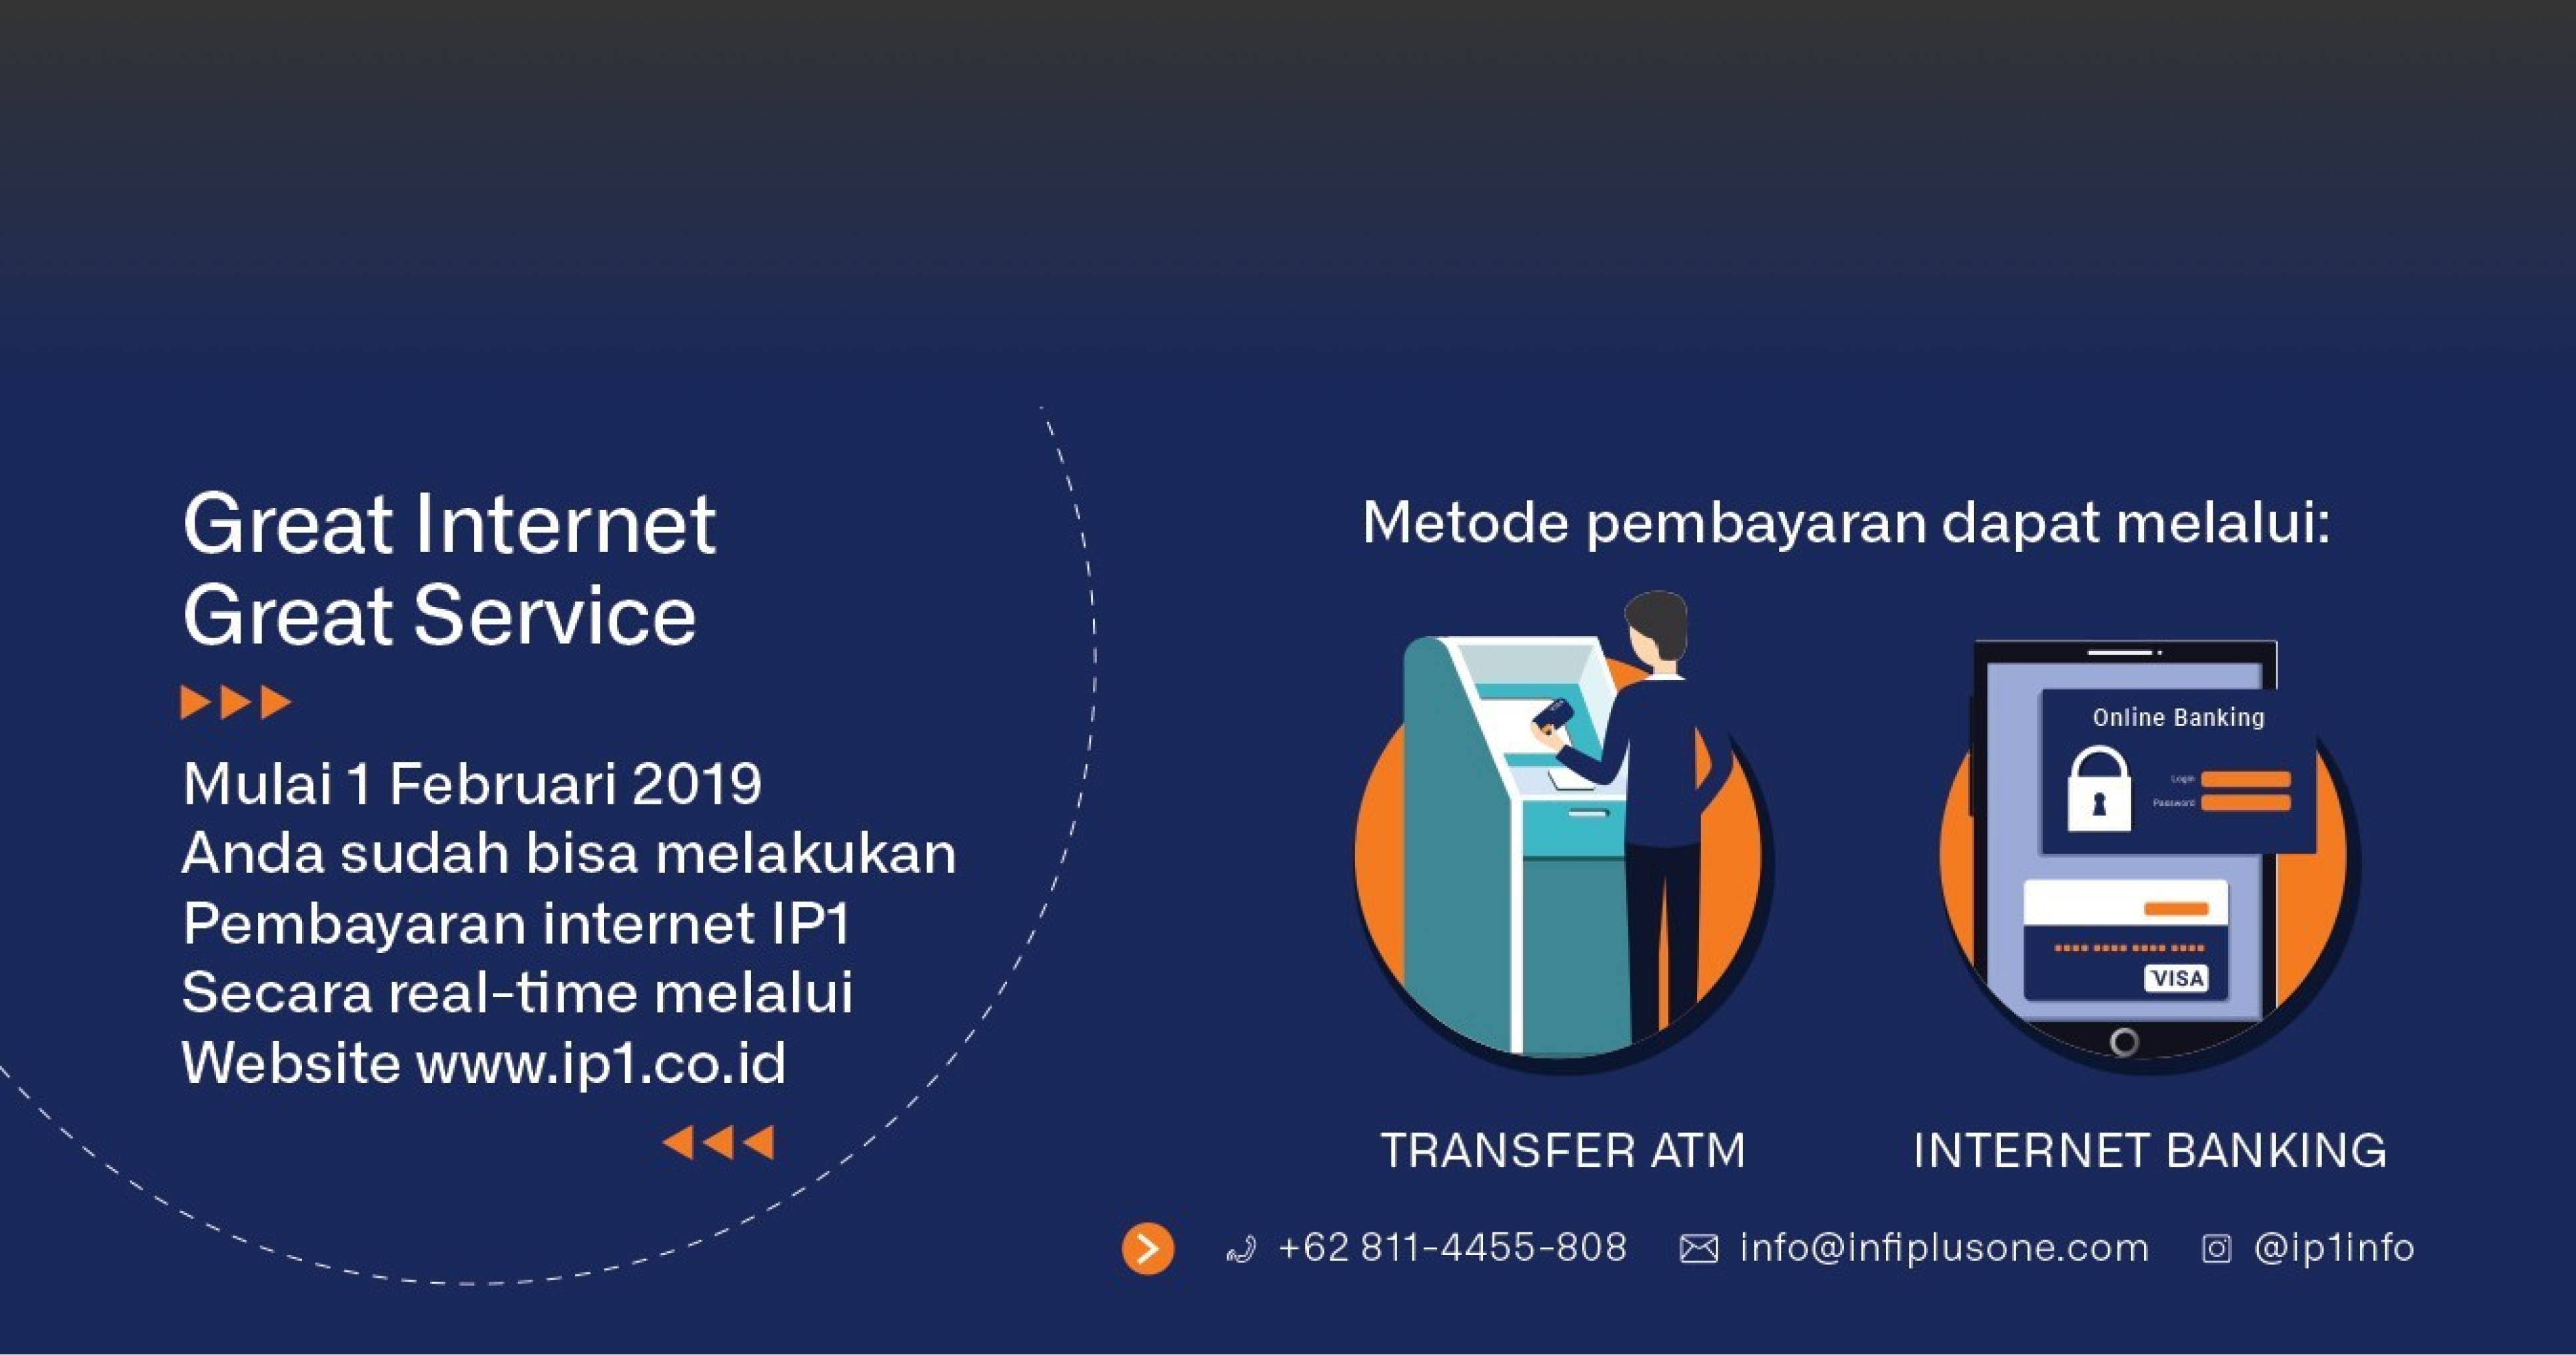 Great Internet
Great Service
Mulai 1 Februari 2019
Anda sudah bisa melakukan
Pembayaran internet IP1
Secara real-time melalui
Website www.ip1.co.id
Metode pembayaran dapat melalui:
VISA
Online Banking
Login
Password
VISA
TRANSFER ATM
INTERNET BANKING
+62 811-4455-808
info@infiplusone.com
@ip1info